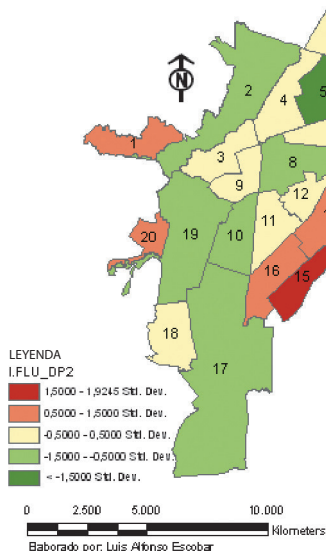 N
2
5
4
1
3
8
9
12
11
20
19
10
16
15
18
17
LEYENDA
I.FLU_DP2
1,5000 - 1,9245 Std. Dev.
0,5000 - 1,5000 Std. Dev.
-0,5000 - 0,5000 Std. Dev.
-1,5000 - -0,5000 Std. Dev.
< -1,5000 Std. Dev.
0 2.500 5.000 10.000
Kilometers
Elaborado por: Luis Alfonso Escobar